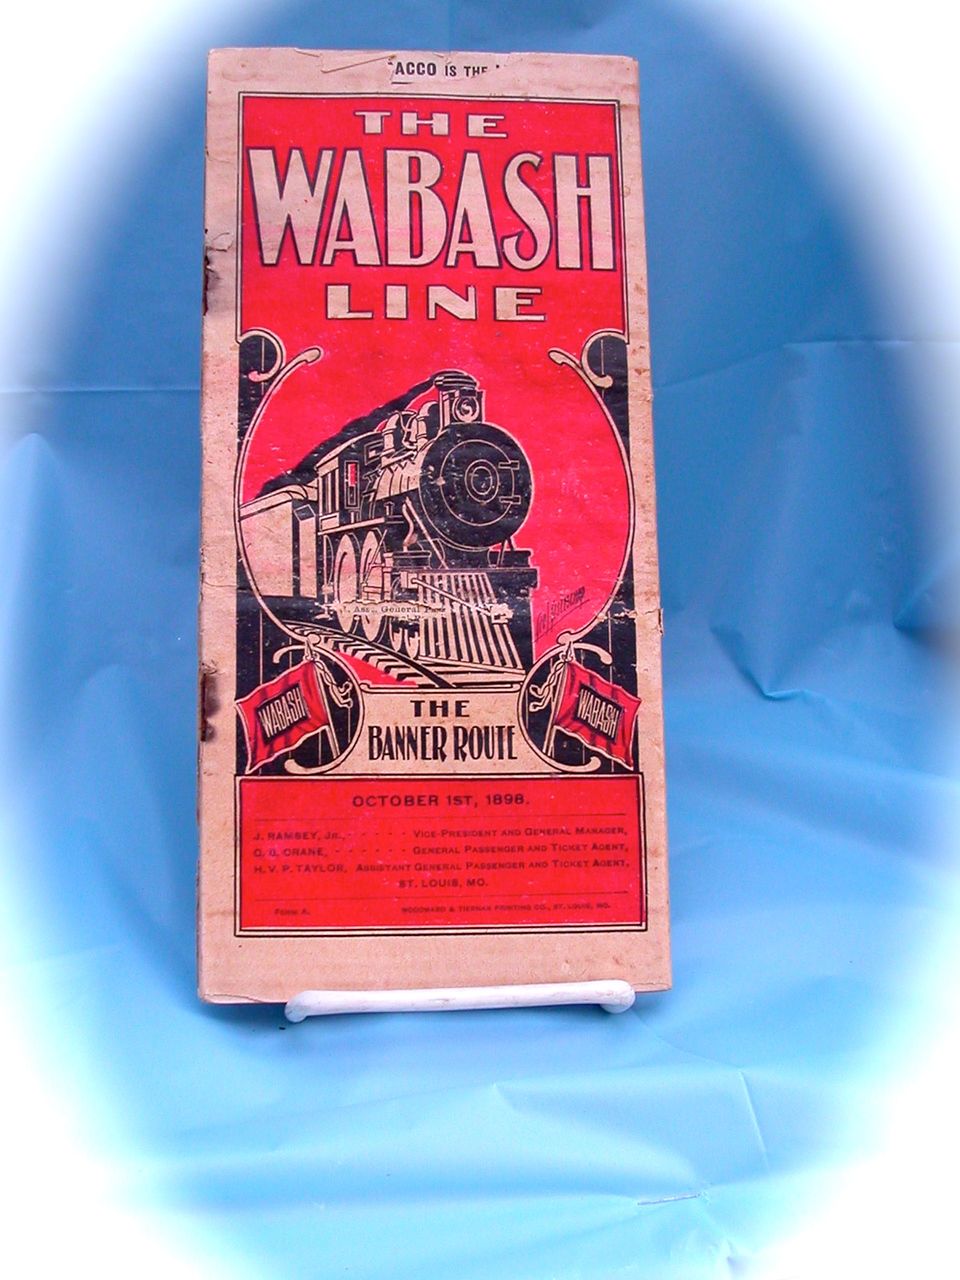 ACCO IS THE
THE
WABASH
LINE
Ass., General
WABASH
WABASH
THE
BANNER ROUTE
OCTOBER 1ST, 1898.
J. RAMSEY, JR., - - - - - VICE-PRESIDENT AND GENERAL MANAGER,
C. S. CRANE, - - - - - - - GENERAL PASSENGER AND TICKET AGENT,
H. V. P. TAYLOR, ASSISTANT GENERAL PASSENGER AND TICKET AGENT,
ST. LOUIS, MO.
FORM A. WOODWARD & TIERNAN PRINTING CO., ST. LOUIS, MO.